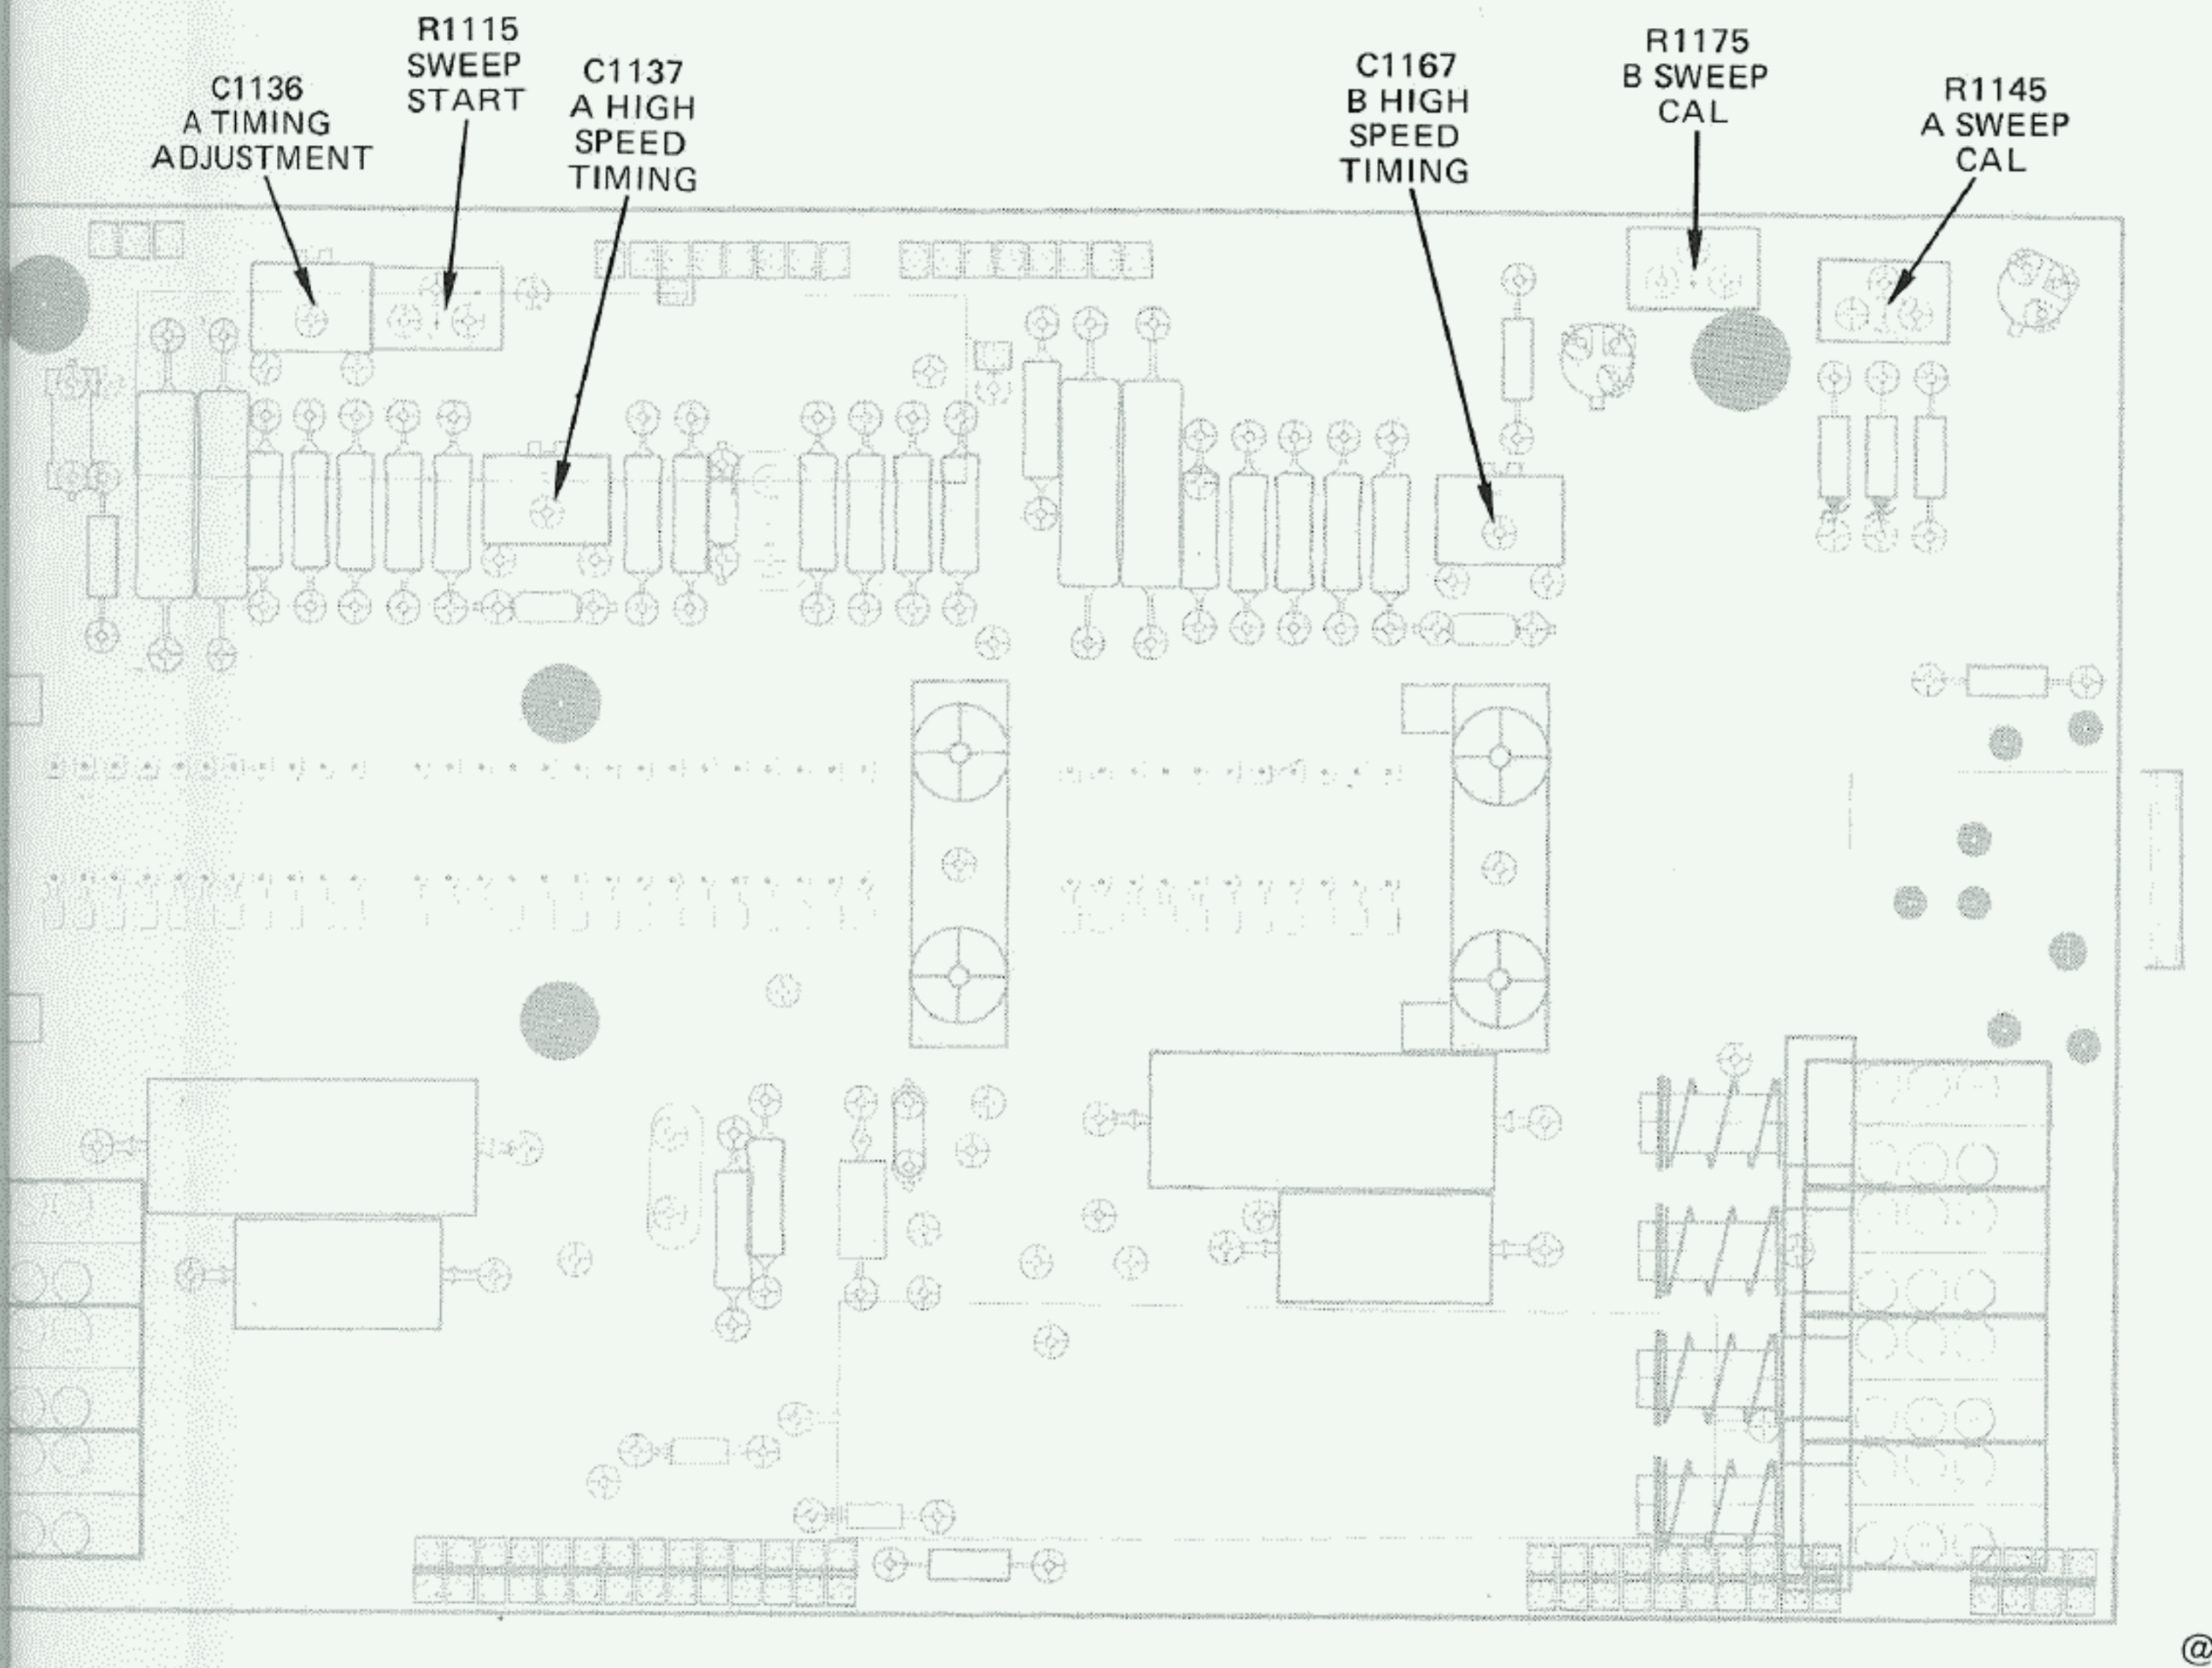 C1136
A TIMING
ADJUSTMENT
R1115
SWEEP
START
C1137
A HIGH
SPEED
TIMING
C1167
B HIGH
SPEED
TIMING
R1175
B SWEEP
CAL
R1145
A SWEEP
CAL
@